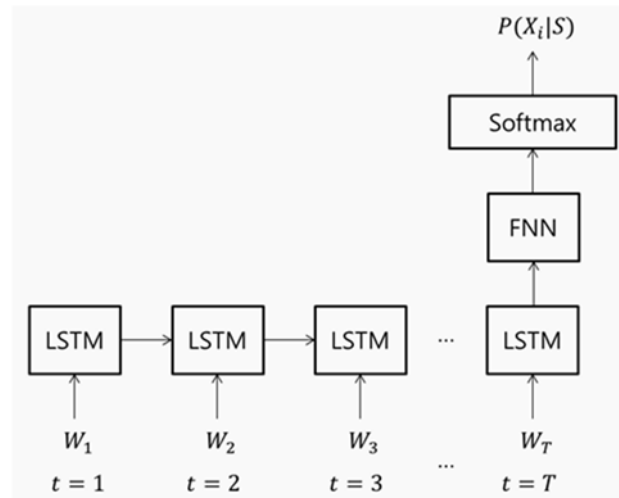 P(X_i|S)
Softmax
FNN
LSTM LSTM LSTM ... LSTM
W_1 W_2 W_3 W_T
...
t = 1 t = 2 t = 3 t = T